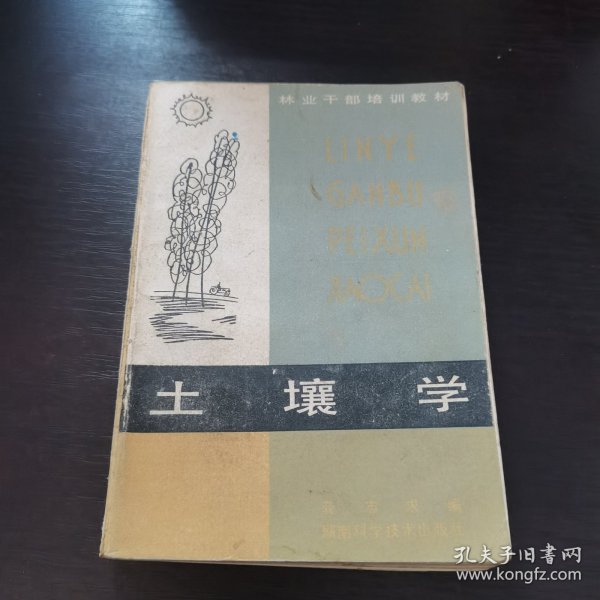 林业干部培训教材
LINYE
GANBU
PEIXUN
JIAOCAI
土壤学
编
湖南科学技术出版社
孔夫子旧书网
www.kongfz.com